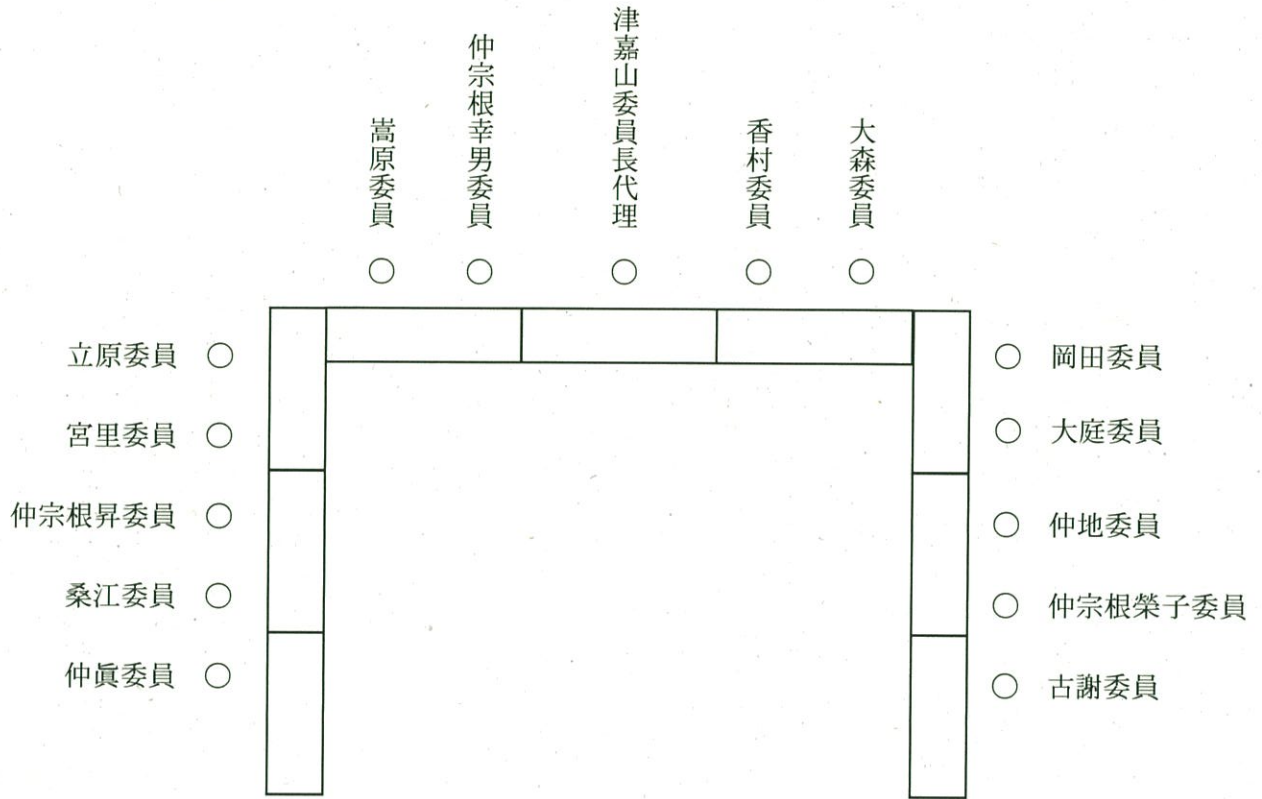 嵩原委員
仲宗根幸男委員
津嘉山委員長代理
香村委員
大森委員
立原委員
宮里委員
仲宗根昇委員
桑江委員
仲眞委員
岡田委員
大庭委員
仲地委員
仲宗根榮子委員
古謝委員